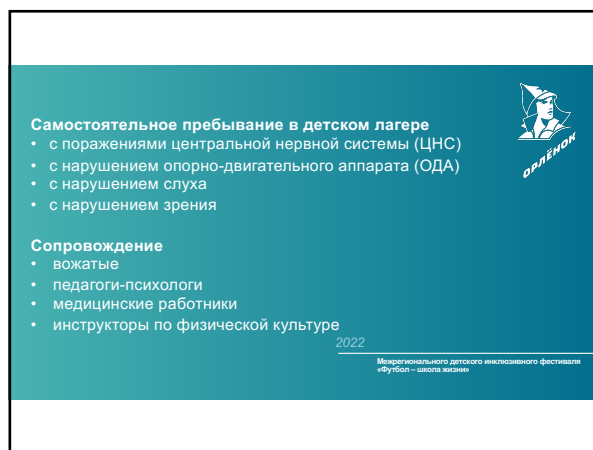 Самостоятельное пребывание в детском лагере
• с поражениями центральной нервной системы (ЦНС)
• с нарушением опорно-двигательного аппарата (ОДА)
• с нарушением слуха
• с нарушением зрения
Сопровождение
• вожатые
• педагоги-психологи
• медицинские работники
• инструкторы по физической культуре
ОРЛЁНОК
2022
Межрегионального детского инклюзивного фестиваля
«Футбол – школа жизни»